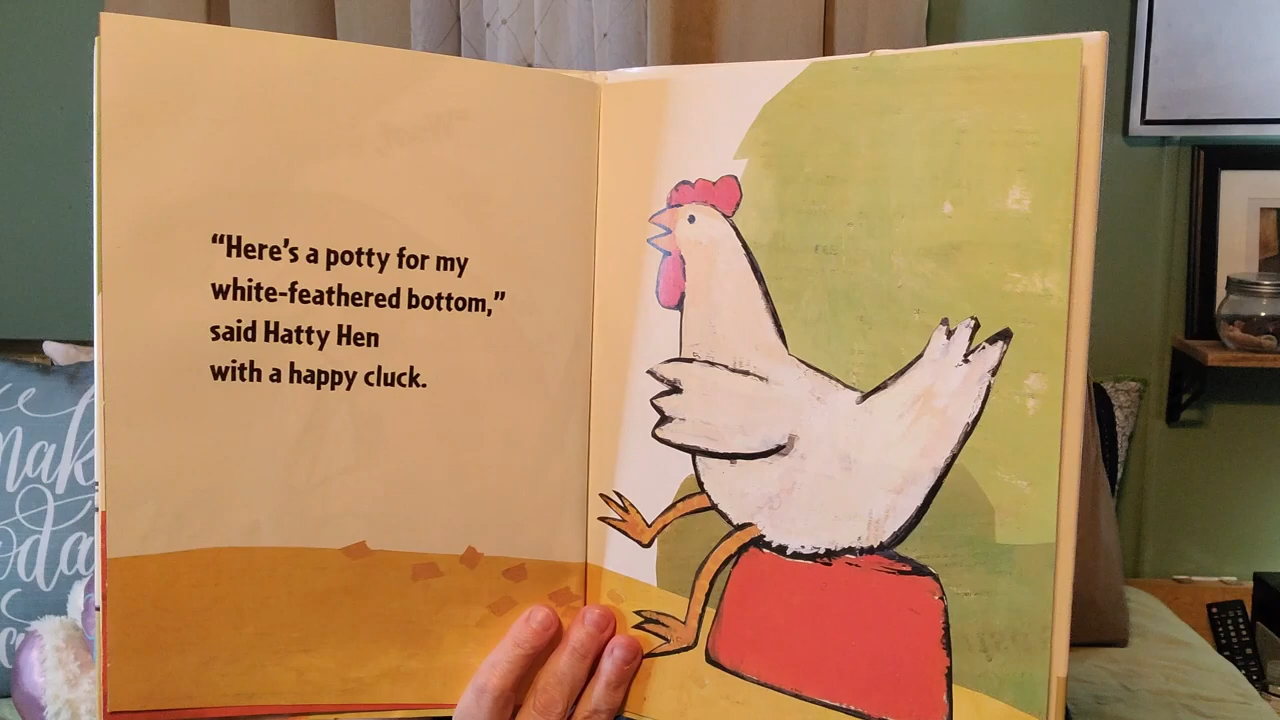 “Here’s a potty for my
white-feathered bottom,”
said Hatty Hen
with a happy cluck.